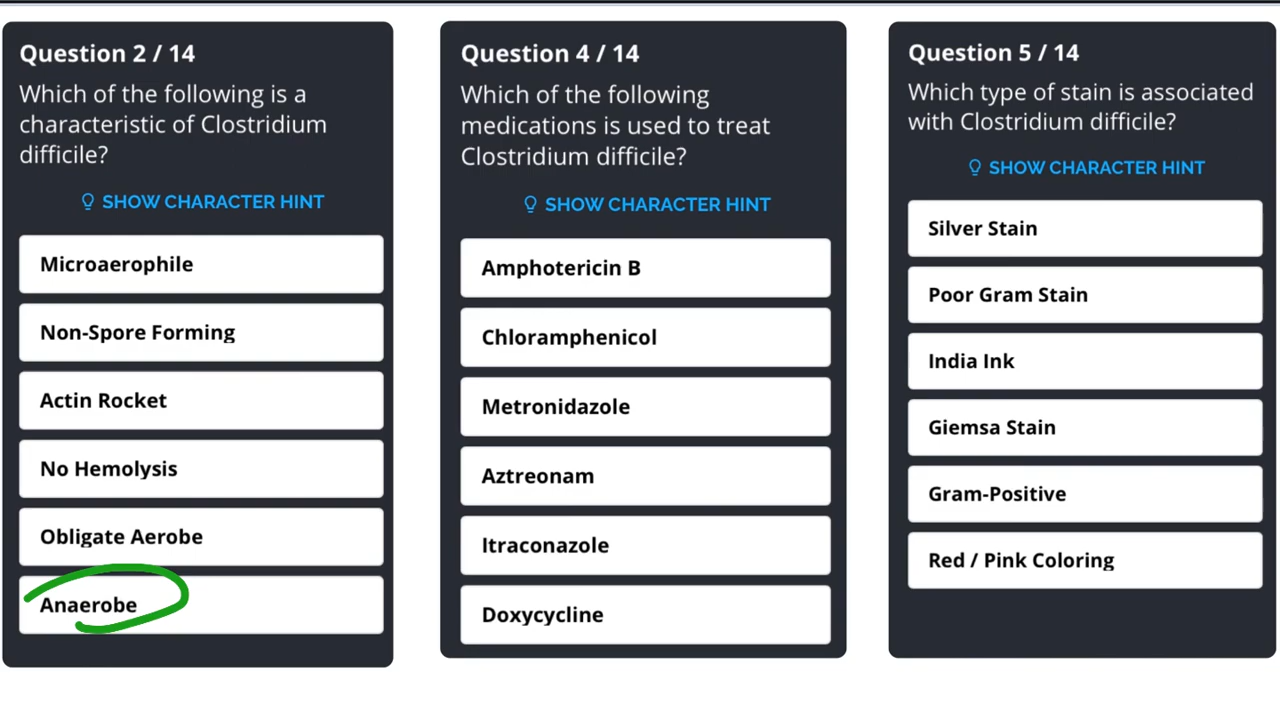 Question 2 / 14
Which of the following is a
characteristic of Clostridium
difficile?
SHOW CHARACTER HINT
Microaerophile
Non-Spore Forming
Actin Rocket
No Hemolysis
Obligate Aerobe
Anaerobe
Question 4 / 14
Which of the following
medications is used to treat
Clostridium difficile?
SHOW CHARACTER HINT
Amphotericin B
Chloramphenicol
Metronidazole
Aztreonam
Itraconazole
Doxycycline
Question 5 / 14
Which type of stain is associated
with Clostridium difficile?
SHOW CHARACTER HINT
Silver Stain
Poor Gram Stain
India Ink
Giemsa Stain
Gram-Positive
Red / Pink Coloring